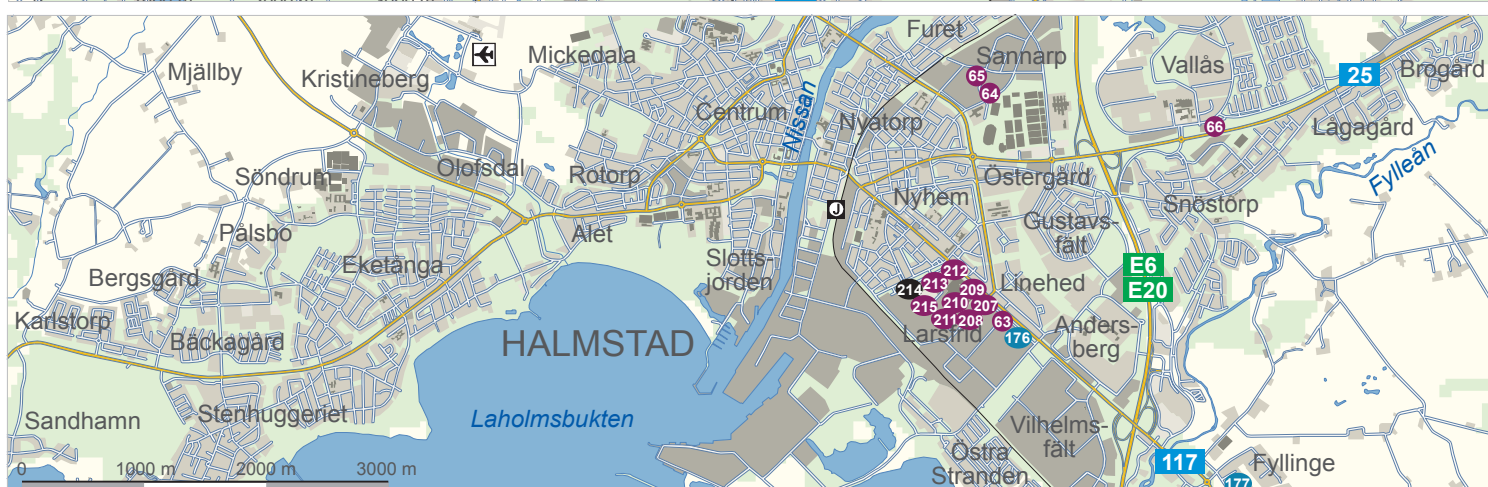 Furet
Mickedala
Sannarp
Mjällby
Kristineberg
Vallås
Brogård
25
65
64
Centrum
Nissan
Nyatorp
66
Lågagård
Fylleån
Söndrum
Olofsdal
Rotorp
Nyhem
Östergård
Snöstorp
J
Gustavs-
fält
Pålsbo
Alet
Eketånga
Slotts-
jorden
Bergsgård
E6
E20
212
213
214
209
Linehed
215
210
207
211
208
63
Larsfrid
176
Anders-
berg
Karlstorp
Bäckagård
HALMSTAD
Sandhamn
Stenhuggeriet
Laholmsbukten
Vilhelms-
fält
Östra
Stranden
117
Fyllinge
177
0
1000 m
2000 m
3000 m